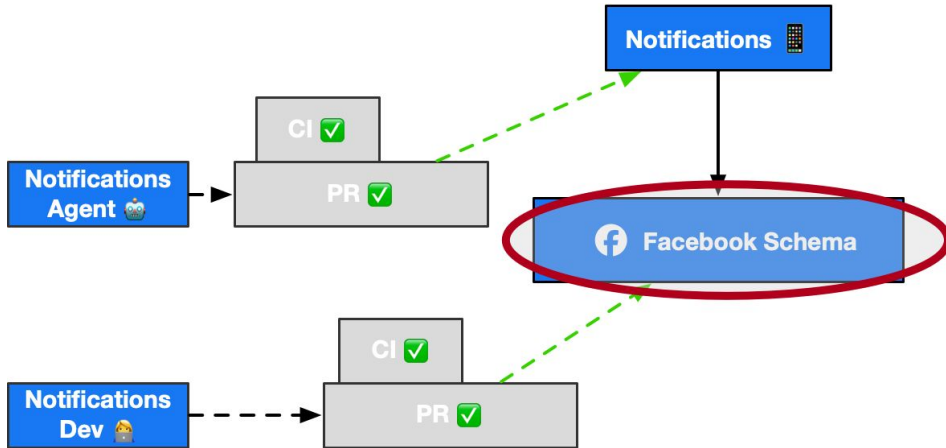 Notifications 📱
CI ✅
Notifications
Agent 🤖
PR ✅
Facebook Schema
CI ✅
Notifications
Dev 👩‍💻
PR ✅